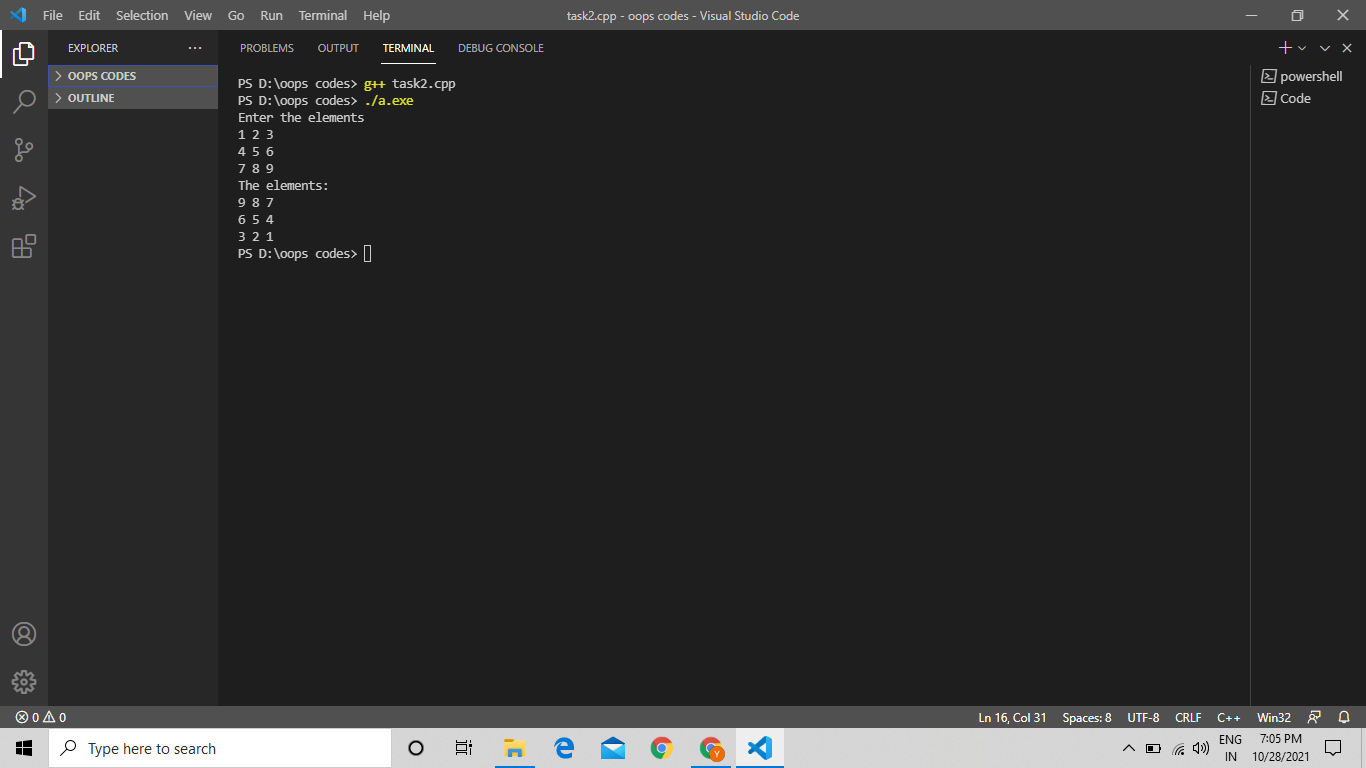 File Edit Selection View Go Run Terminal Help
task2.cpp - oops codes - Visual Studio Code
EXPLORER
OOPS CODES
OUTLINE
PROBLEMS OUTPUT TERMINAL DEBUG CONSOLE
PS D:\oops codes> g++ task2.cpp
PS D:\oops codes> ./a.exe
Enter the elements
1 2 3
4 5 6
7 8 9
The elements:
9 8 7
6 5 4
3 2 1
PS D:\oops codes>
powershell
Code
0 0
Ln 16, Col 31 Spaces: 8 UTF-8 CRLF C++ Win32
Type here to search
Y
ENG
IN
7:05 PM
10/28/2021